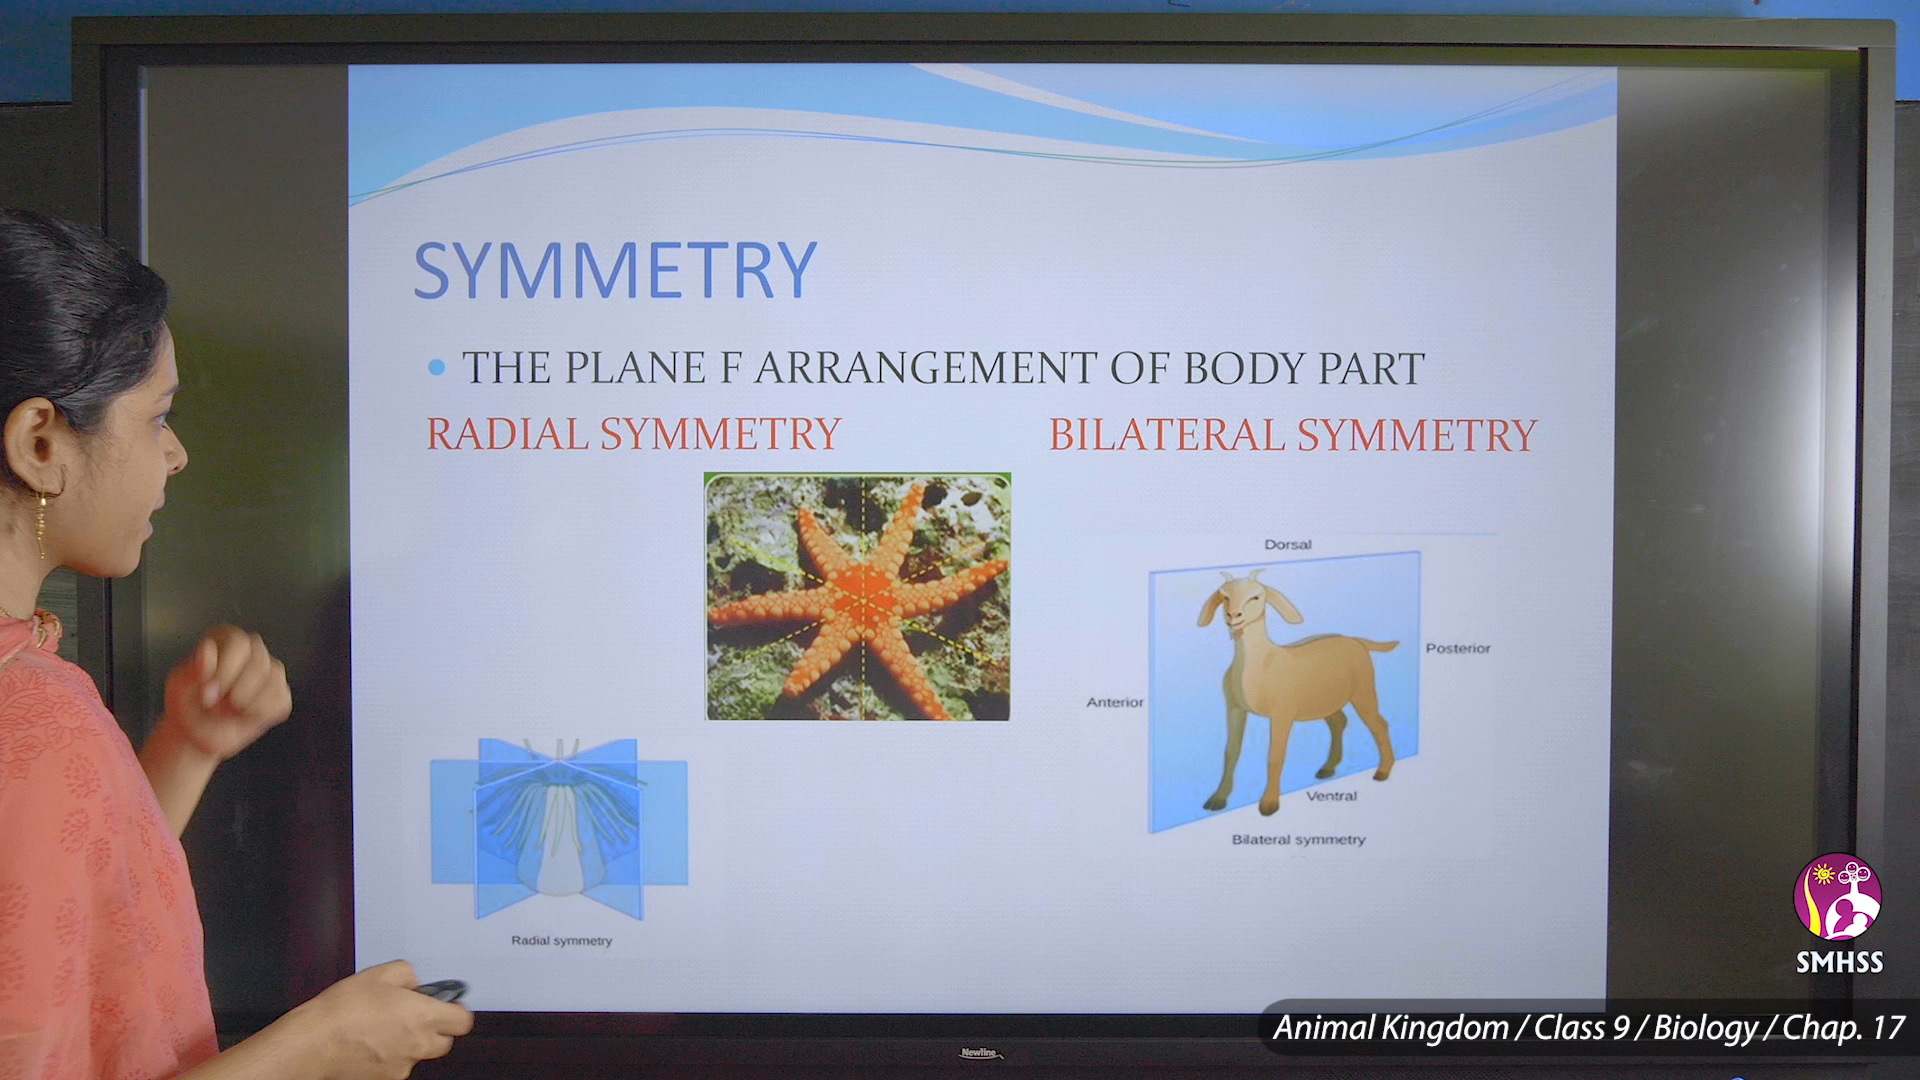 SYMMETRY
• THE PLANE F ARRANGEMENT OF BODY PART
RADIAL SYMMETRY
BILATERAL SYMMETRY
Dorsal
Posterior
Anterior
Ventral
Bilateral symmetry
Radial symmetry
SMHSS
Animal Kingdom / Class 9 / Biology / Chap. 17
Newline